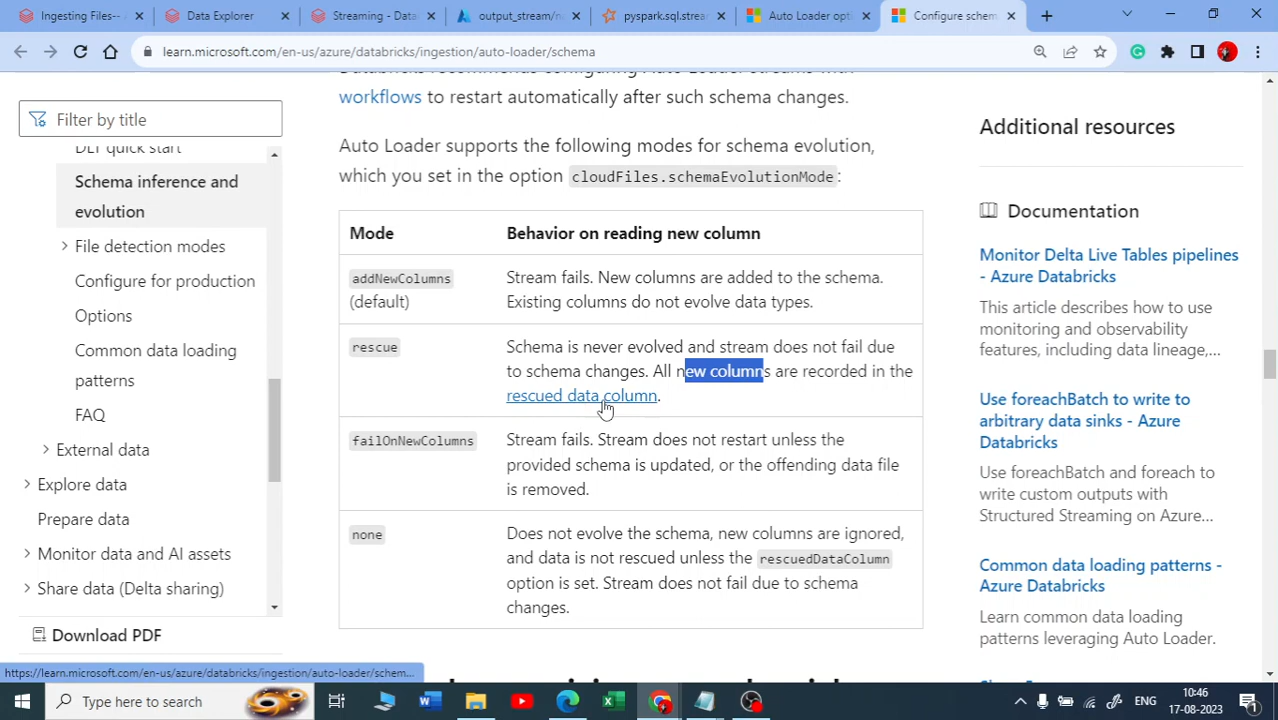 Ingesting Files-- A
Data Explorer
Streaming - Data
output_stream/n
pyspark.sql.strea
Auto Loader opti
Configure schem
learn.microsoft.com/en-us/azure/databricks/ingestion/auto-loader/schema
Filter by title
DLT quick start
Schema inference and
evolution
File detection modes
Configure for production
Options
Common data loading
patterns
FAQ
External data
Explore data
Prepare data
Monitor data and AI assets
Share data (Delta sharing)
Download PDF
Databricks recommends configuring Auto Loader streams with
workflows to restart automatically after such schema changes.
Auto Loader supports the following modes for schema evolution,
which you set in the option cloudFiles.schemaEvolutionMode:
Mode Behavior on reading new column
addNewColumns
(default)
Stream fails. New columns are added to the schema.
Existing columns do not evolve data types.
rescue
Schema is never evolved and stream does not fail due
to schema changes. All new columns are recorded in the
rescued data column.
failOnNewColumns
Stream fails. Stream does not restart unless the
provided schema is updated, or the offending data file
is removed.
none
Does not evolve the schema, new columns are ignored,
and data is not rescued unless the rescuedDataColumn
option is set. Stream does not fail due to schema
changes.
Additional resources
Documentation
Monitor Delta Live Tables pipelines
- Azure Databricks
This article describes how to use
monitoring and observability
features, including data lineage,...
Use foreachBatch to write to
arbitrary data sinks - Azure
Databricks
Use foreachBatch and foreach to
write custom outputs with
Structured Streaming on Azure...
Common data loading patterns -
Azure Databricks
Learn common data loading
patterns leveraging Auto Loader.
https://learn.microsoft.com/en-us/azure/databricks/ingestion/auto-loader/schem...
Type here to search
ENG
10:46
17-08-2023
1